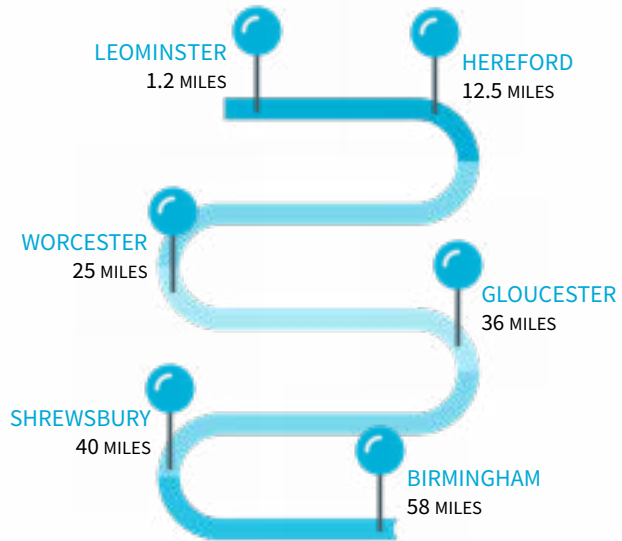 LEOMINSTER
1.2 MILES
HEREFORD
12.5 MILES
WORCESTER
25 MILES
GLOUCESTER
36 MILES
SHREWSBURY
40 MILES
BIRMINGHAM
58 MILES